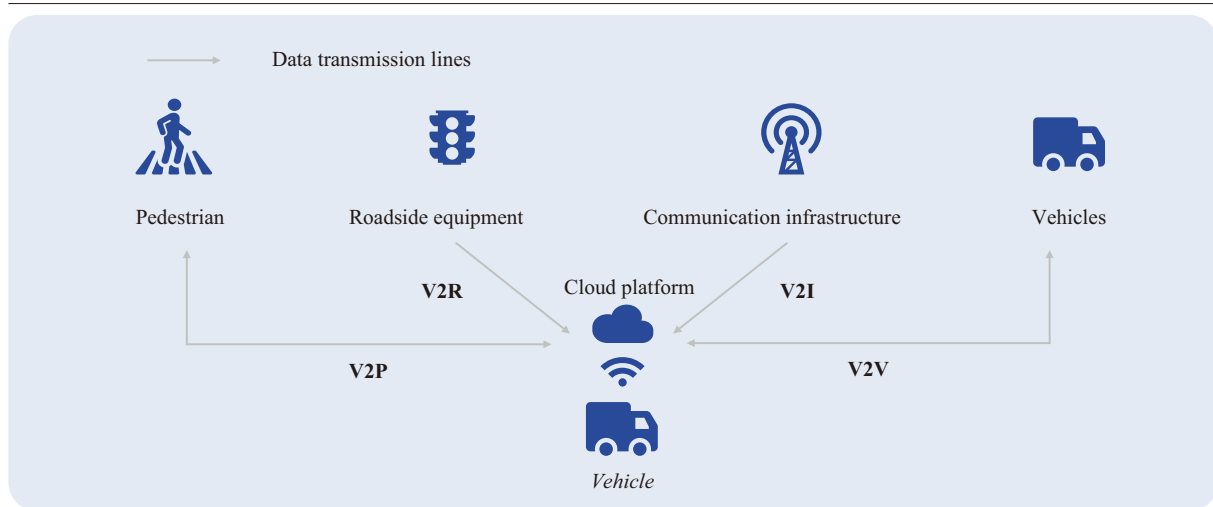 Data transmission lines
Pedestrian
Roadside equipment
Communication infrastructure
Vehicles
V2R
Cloud platform
V2I
V2P
V2V
Vehicle